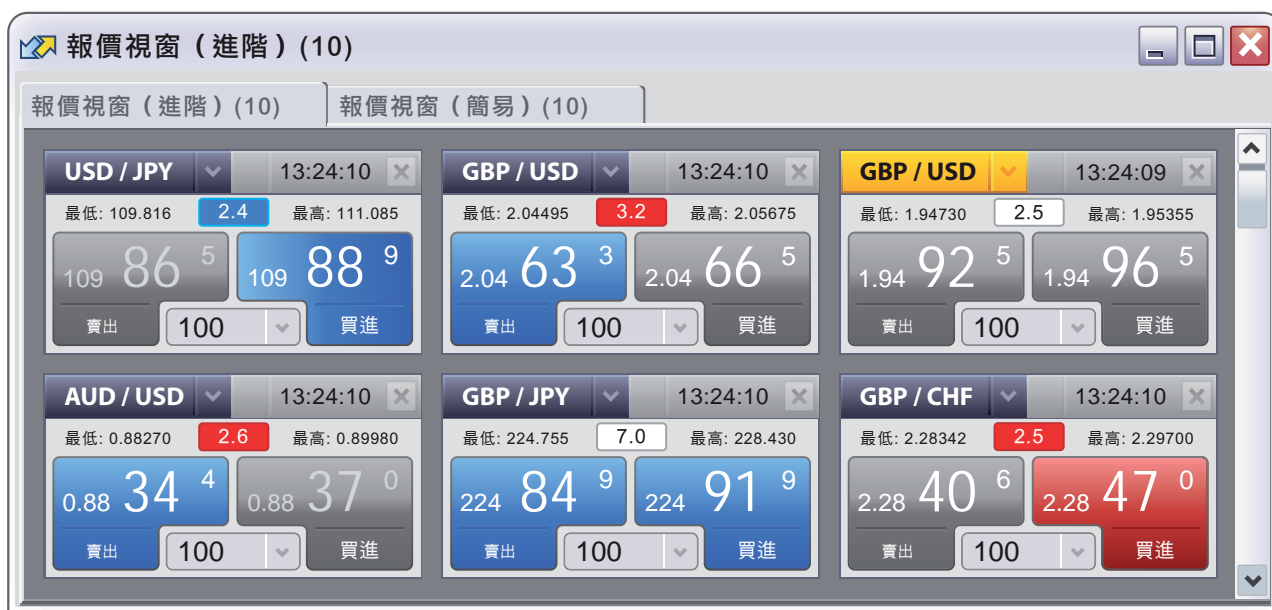 報價視窗（進階）(10)
報價視窗（進階）(10) 報價視窗（簡易）(10)
USD / JPY 13:24:10
最低: 109.816 2.4 最高: 111.085
109 86 5 109 88 9
賣出 100 買進
GBP / USD 13:24:10
最低: 2.04495 3.2 最高: 2.05675
2.04 63 3 2.04 66 5
賣出 100 買進
GBP / USD 13:24:09
最低: 1.94730 2.5 最高: 1.95355
1.94 92 5 1.94 96 5
賣出 100 買進
AUD / USD 13:24:10
最低: 0.88270 2.6 最高: 0.89980
0.88 34 4 0.88 37 0
賣出 100 買進
GBP / JPY 13:24:10
最低: 224.755 7.0 最高: 228.430
224 84 9 224 91 9
賣出 100 買進
GBP / CHF 13:24:10
最低: 2.28342 2.5 最高: 2.29700
2.28 40 6 2.28 47 0
賣出 100 買進